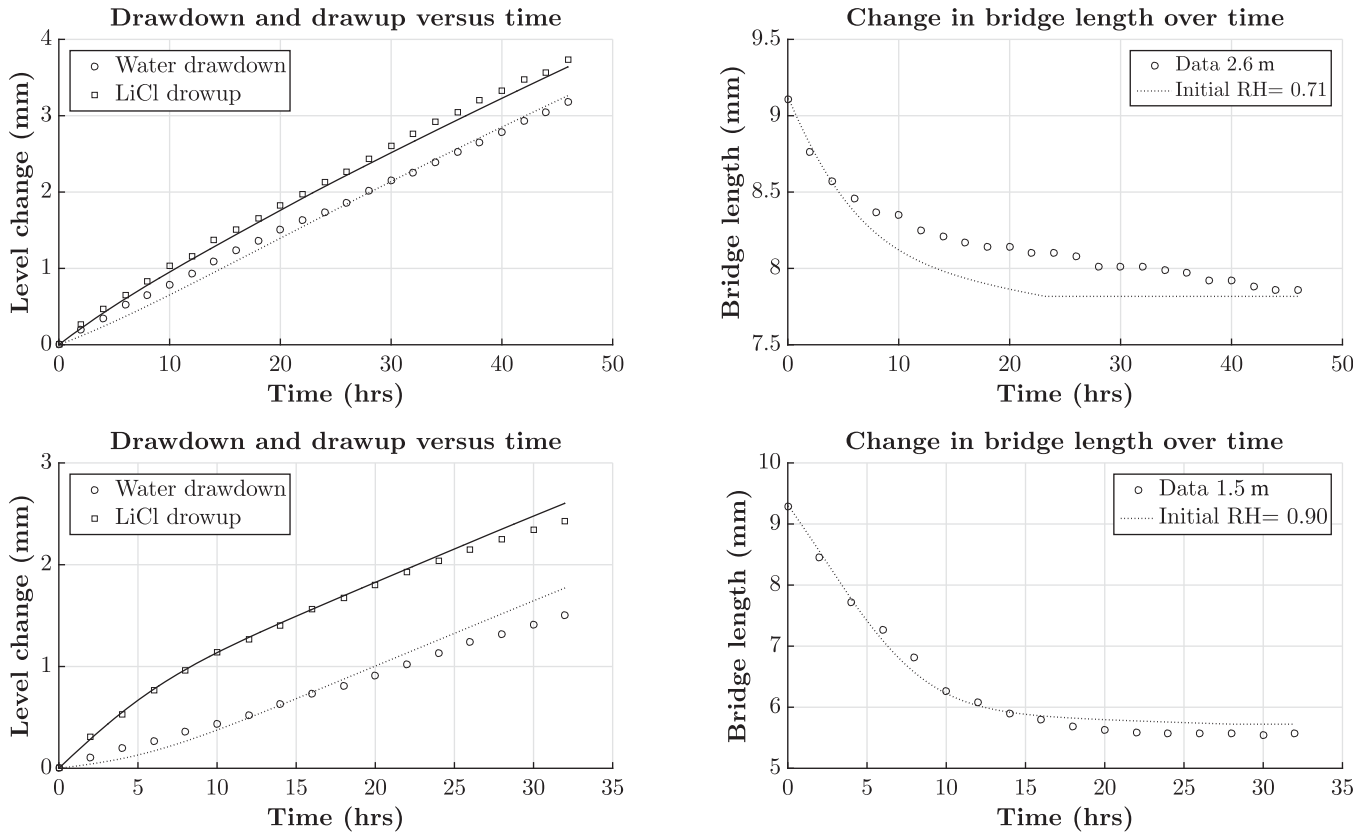 Drawdown and drawup versus time
Level change (mm)
4
3
2
1
0
Water drawdown
LiCl drowup
0 10 20 30 40 50
Time (hrs)
Change in bridge length over time
Bridge length (mm)
9.5
9
8.5
8
7.5
Data 2.6 m
Initial RH= 0.71
0 10 20 30 40 50
Time (hrs)
Drawdown and drawup versus time
Level change (mm)
3
2
1
0
Water drawdown
LiCl drowup
0 5 10 15 20 25 30 35
Time (hrs)
Change in bridge length over time
Bridge length (mm)
10
9
8
7
6
5
Data 1.5 m
Initial RH= 0.90
0 5 10 15 20 25 30 35
Time (hrs)